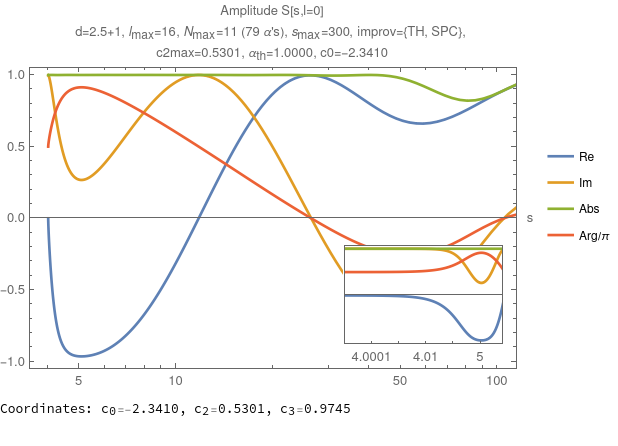 Amplitude S[s,l=0]
d=2.5+1, lmax=16, Nmax=11 (79 α's), smax=300, improv={TH, SPC},
c2max=0.5301, αth=1.0000, c0=-2.3410
1.0
0.5
0.0
-0.5
-1.0
5
10
50
100
s
4.0001
4.01
5
Re
Im
Abs
Arg/π
Coordinates: c0=-2.3410, c2=0.5301, c3=0.9745